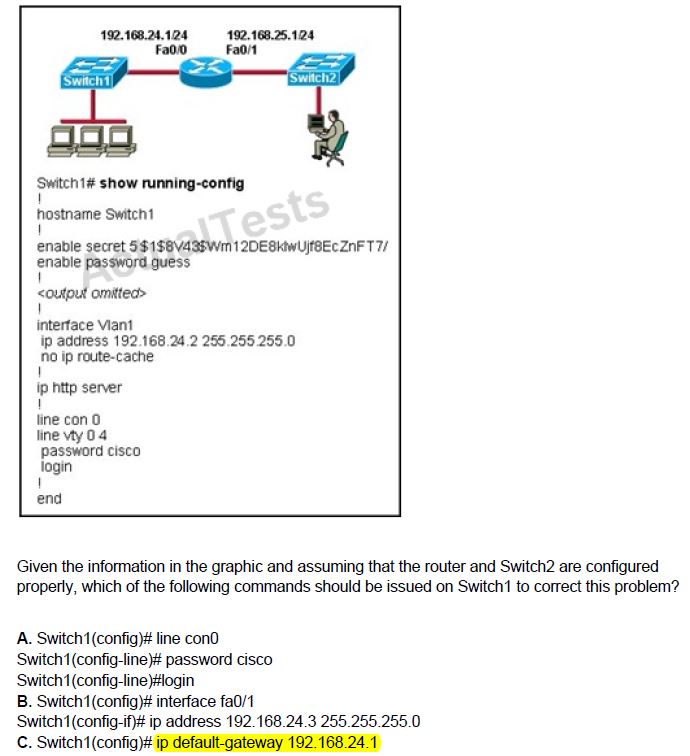 192.168.24.1/24 192.168.25.1/24
Fa0/0 Fa0/1
Switch1 Switch2
Switch1# show running-config
!
hostname Switch1
!
enable secret 5 $1$8V43$Wm12DE8klwUjf8EcZnFT7/
enable password guess
!
<output omitted>
!
interface Vlan1
ip address 192.168.24.2 255.255.255.0
no ip route-cache
!
ip http server
!
line con 0
line vty 0 4
password cisco
login
!
end
ActualTests
Given the information in the graphic and assuming that the router and Switch2 are configured
properly, which of the following commands should be issued on Switch1 to correct this problem?
A. Switch1(config)# line con0
Switch1(config-line)# password cisco
Switch1(config-line)#login
B. Switch1(config)# interface fa0/1
Switch1(config-if)# ip address 192.168.24.3 255.255.255.0
C. Switch1(config)# ip default-gateway 192.168.24.1